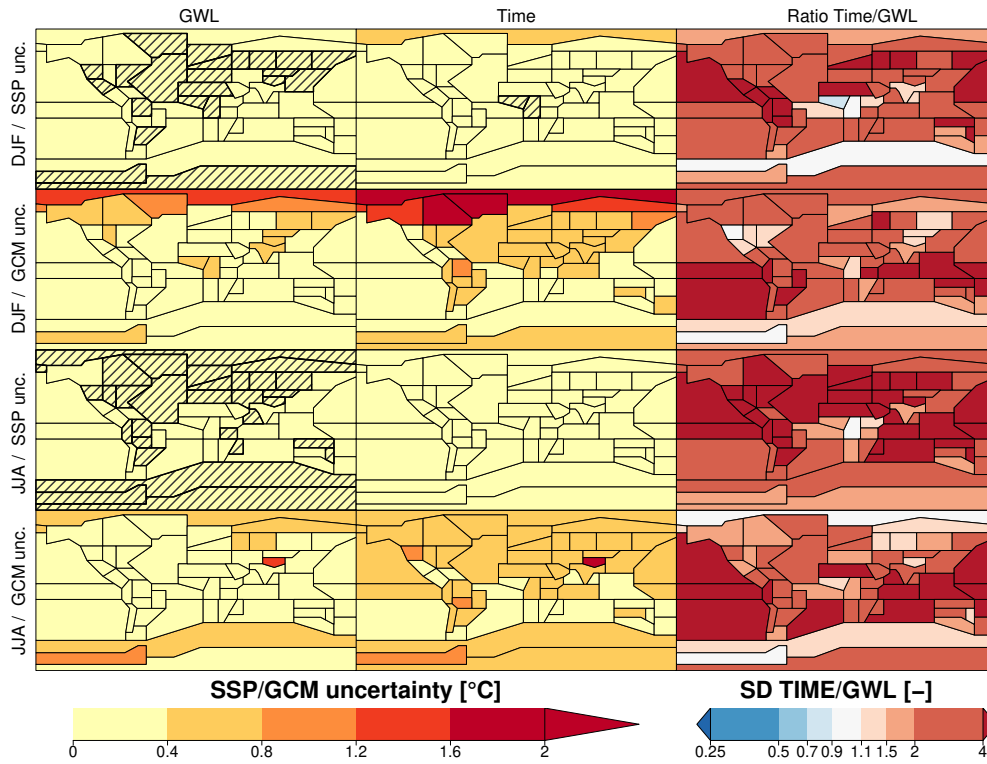 GWL Time Ratio Time/GWL
DJF / SSP unc.
DJF / GCM unc.
JJA / SSP unc.
JJA / GCM unc.
SSP/GCM uncertainty [°C] SD TIME/GWL [−]
0 0.4 0.8 1.2 1.6 2 0.25 0.5 0.7 0.9 1.1 1.5 2 4